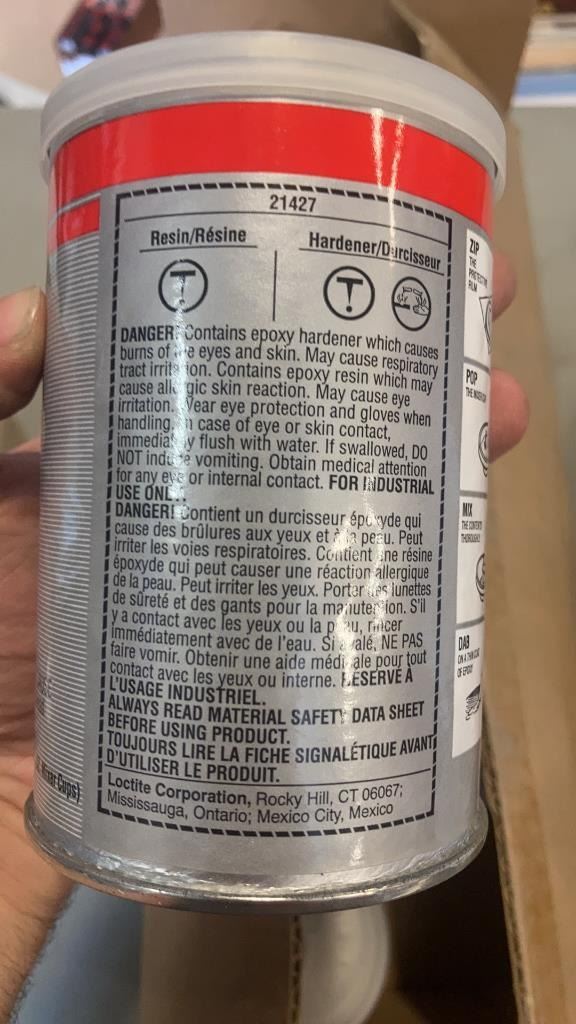 21427
Resin/Résine
Hardener/Durcisseur
DANGER! Contains epoxy hardener which causes
burns of the eyes and skin. May cause respiratory
tract irritation. Contains epoxy resin which may
cause allergic skin reaction. May cause eye
irritation. Wear eye protection and gloves when
handling. In case of eye or skin contact,
immediately flush with water. If swallowed, DO
NOT induce vomiting. Obtain medical attention
for any eye or internal contact. FOR INDUSTRIAL
USE ONLY.
DANGER! Contient un durcisseur époxyde qui
cause des brûlures aux yeux et à la peau. Peut
irriter les voies respiratoires. Contient une résine
époxyde qui peut causer une réaction allergique
de la peau. Peut irriter les yeux. Porter des lunettes
de sûreté et des gants pour la manutention. S'il
y a contact avec les yeux ou la peau, rincer
immédiatement avec de l'eau. Si avalé, NE PAS
faire vomir. Obtenir une aide médicale pour tout
contact avec les yeux ou interne. RÉSERVÉ À
L'USAGE INDUSTRIEL.
ALWAYS READ MATERIAL SAFETY DATA SHEET
BEFORE USING PRODUCT.
TOUJOURS LIRE LA FICHE SIGNALÉTIQUE AVANT
D'UTILISER LE PRODUIT.
Loctite Corporation, Rocky Hill, CT 06067;
Mississauga, Ontario; Mexico City, Mexico
Mixer Cups)
ZIP
THE
PROTECTIVE
FILM
POP
MIX
THE CONTENTS
THOROUGHLY
DAB
OF EPOXY